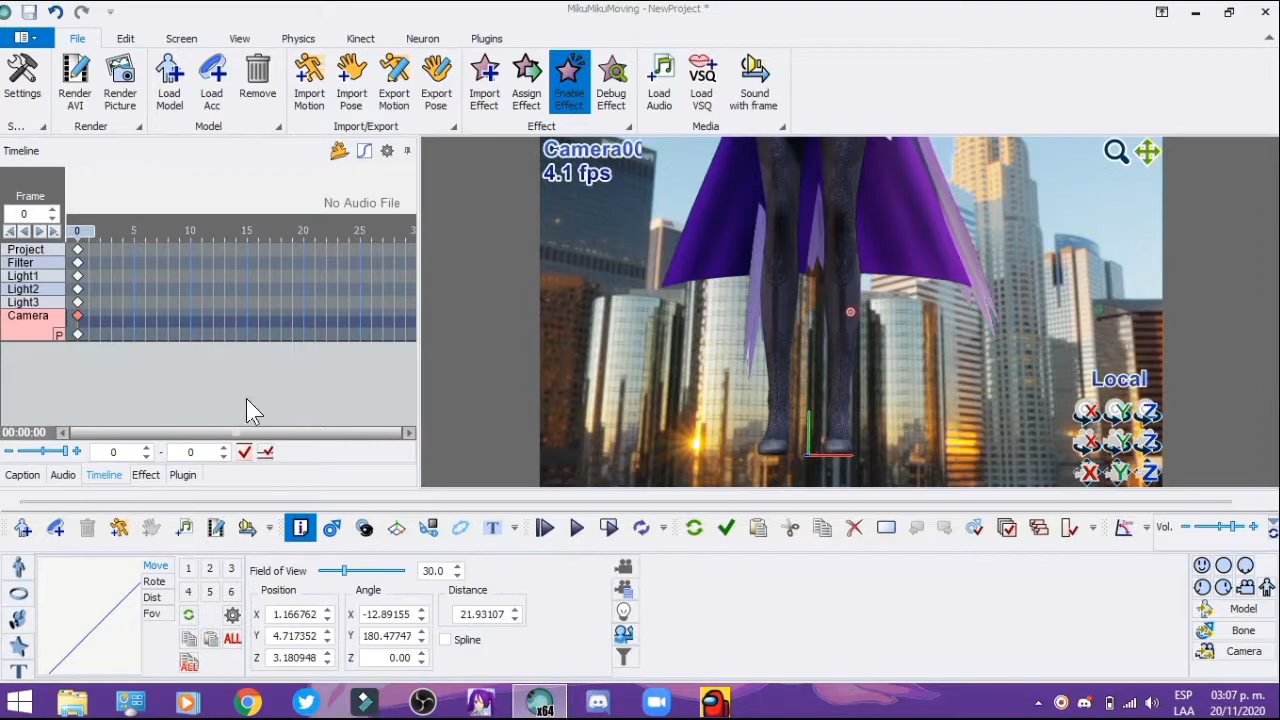 MikuMikuMoving - NewProject *
File Edit Screen View Physics Kinect Neuron Plugins
Settings Render AVI Render Picture Load Model Load Acc Remove Import Motion Import Pose Export Motion Export Pose Import Effect Assign Effect Enable Effect Debug Effect Load Audio Load VSQ Sound with frame
S... Render Model Import/Export Effect Media
Timeline
Camera00
4.1 fps
Frame
No Audio File
0
0 5 10 15 20 25
Project
Filter
Light1
Light2
Light3
Camera
P
Local
X Y Z
X Y Z
X Y Z
00:00:00
0 - 0
Caption Audio Timeline Effect Plugin
Vol.
Move
Rote
Dist
Fov
1 2 3
4 5 6
ALL
ALL
Field of View 30.0
Position Angle Distance
X 1.166762 X -12.89155 21.93107
Y 4.717352 Y 180.47747 Spline
Z 3.180948 Z 0.00
Model
Bone
Camera
x64
ESP 03:07 p. m.
LAA 20/11/2020